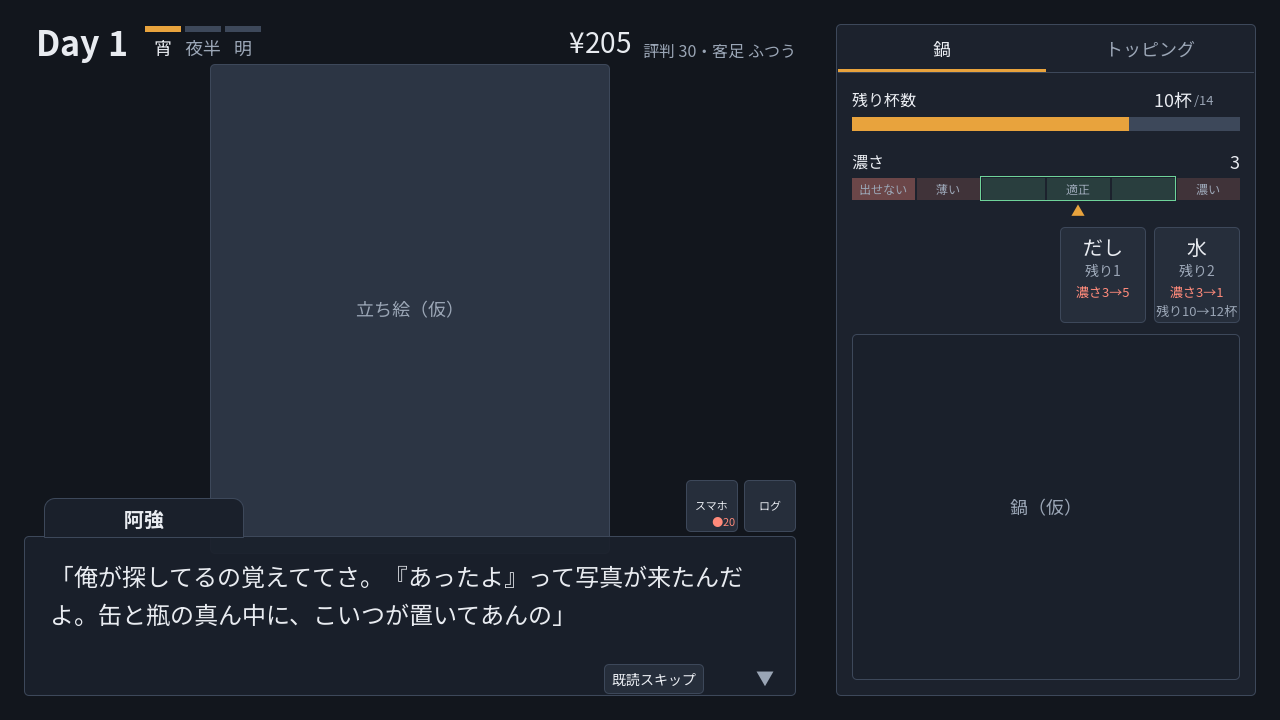 Day 1
宵 夜半 明
¥205 評判 30・客足 ふつう
立ち絵（仮）
スマホ
20
ログ
阿強
「俺が探してるの覚えててさ。『あったよ』って写真が来たんだ
よ。缶と瓶の真ん中に、こいつが置いてあんの」
既読スキップ
鍋 トッピング
残り杯数 10杯/14
濃さ 3
出せない 薄い 適正 濃い
だし
残り1
濃さ3→5
水
残り2
濃さ3→1
残り10→12杯
鍋（仮）